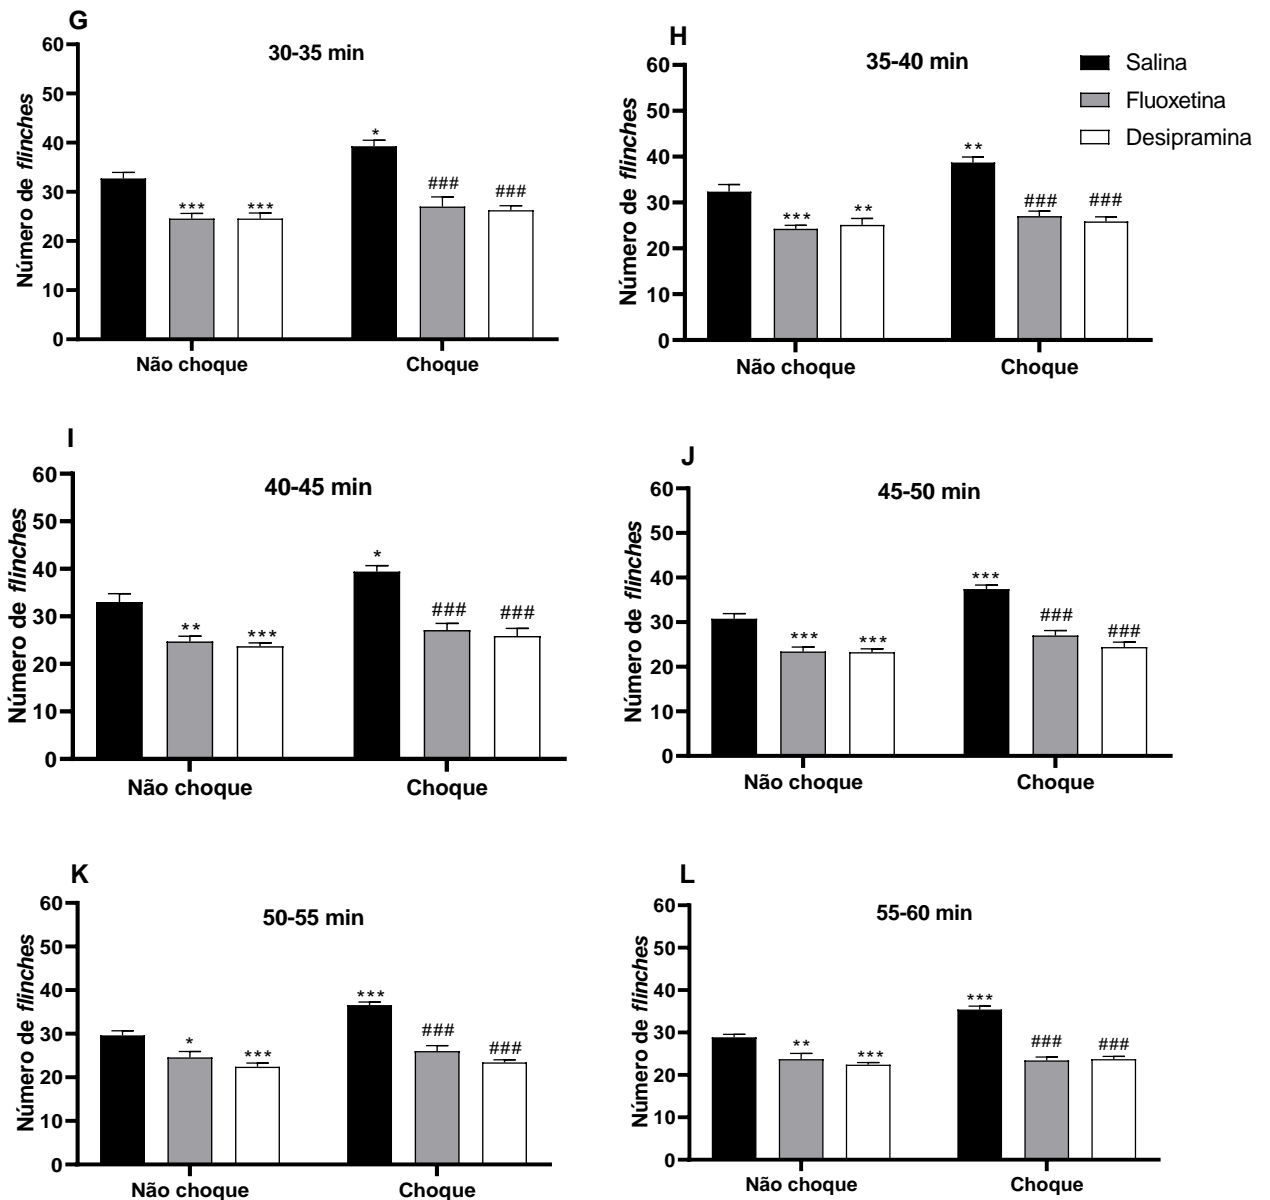 G
30-35 min
60
50
40
30
20
10
0
Número de flinches
*** *** * ### ###
Não choque Choque
H
35-40 min
Salina
Fluoxetina
Desipramina
60
50
40
30
20
10
0
Número de flinches
*** ** ** ### ###
Não choque Choque
I
40-45 min
60
50
40
30
20
10
0
Número de flinches
** *** * ### ###
Não choque Choque
J
45-50 min
60
50
40
30
20
10
0
Número de flinches
*** *** *** ### ###
Não choque Choque
K
50-55 min
60
50
40
30
20
10
0
Número de flinches
* *** *** ### ###
Não choque Choque
L
55-60 min
60
50
40
30
20
10
0
Número de flinches
** *** *** ### ###
Não choque Choque